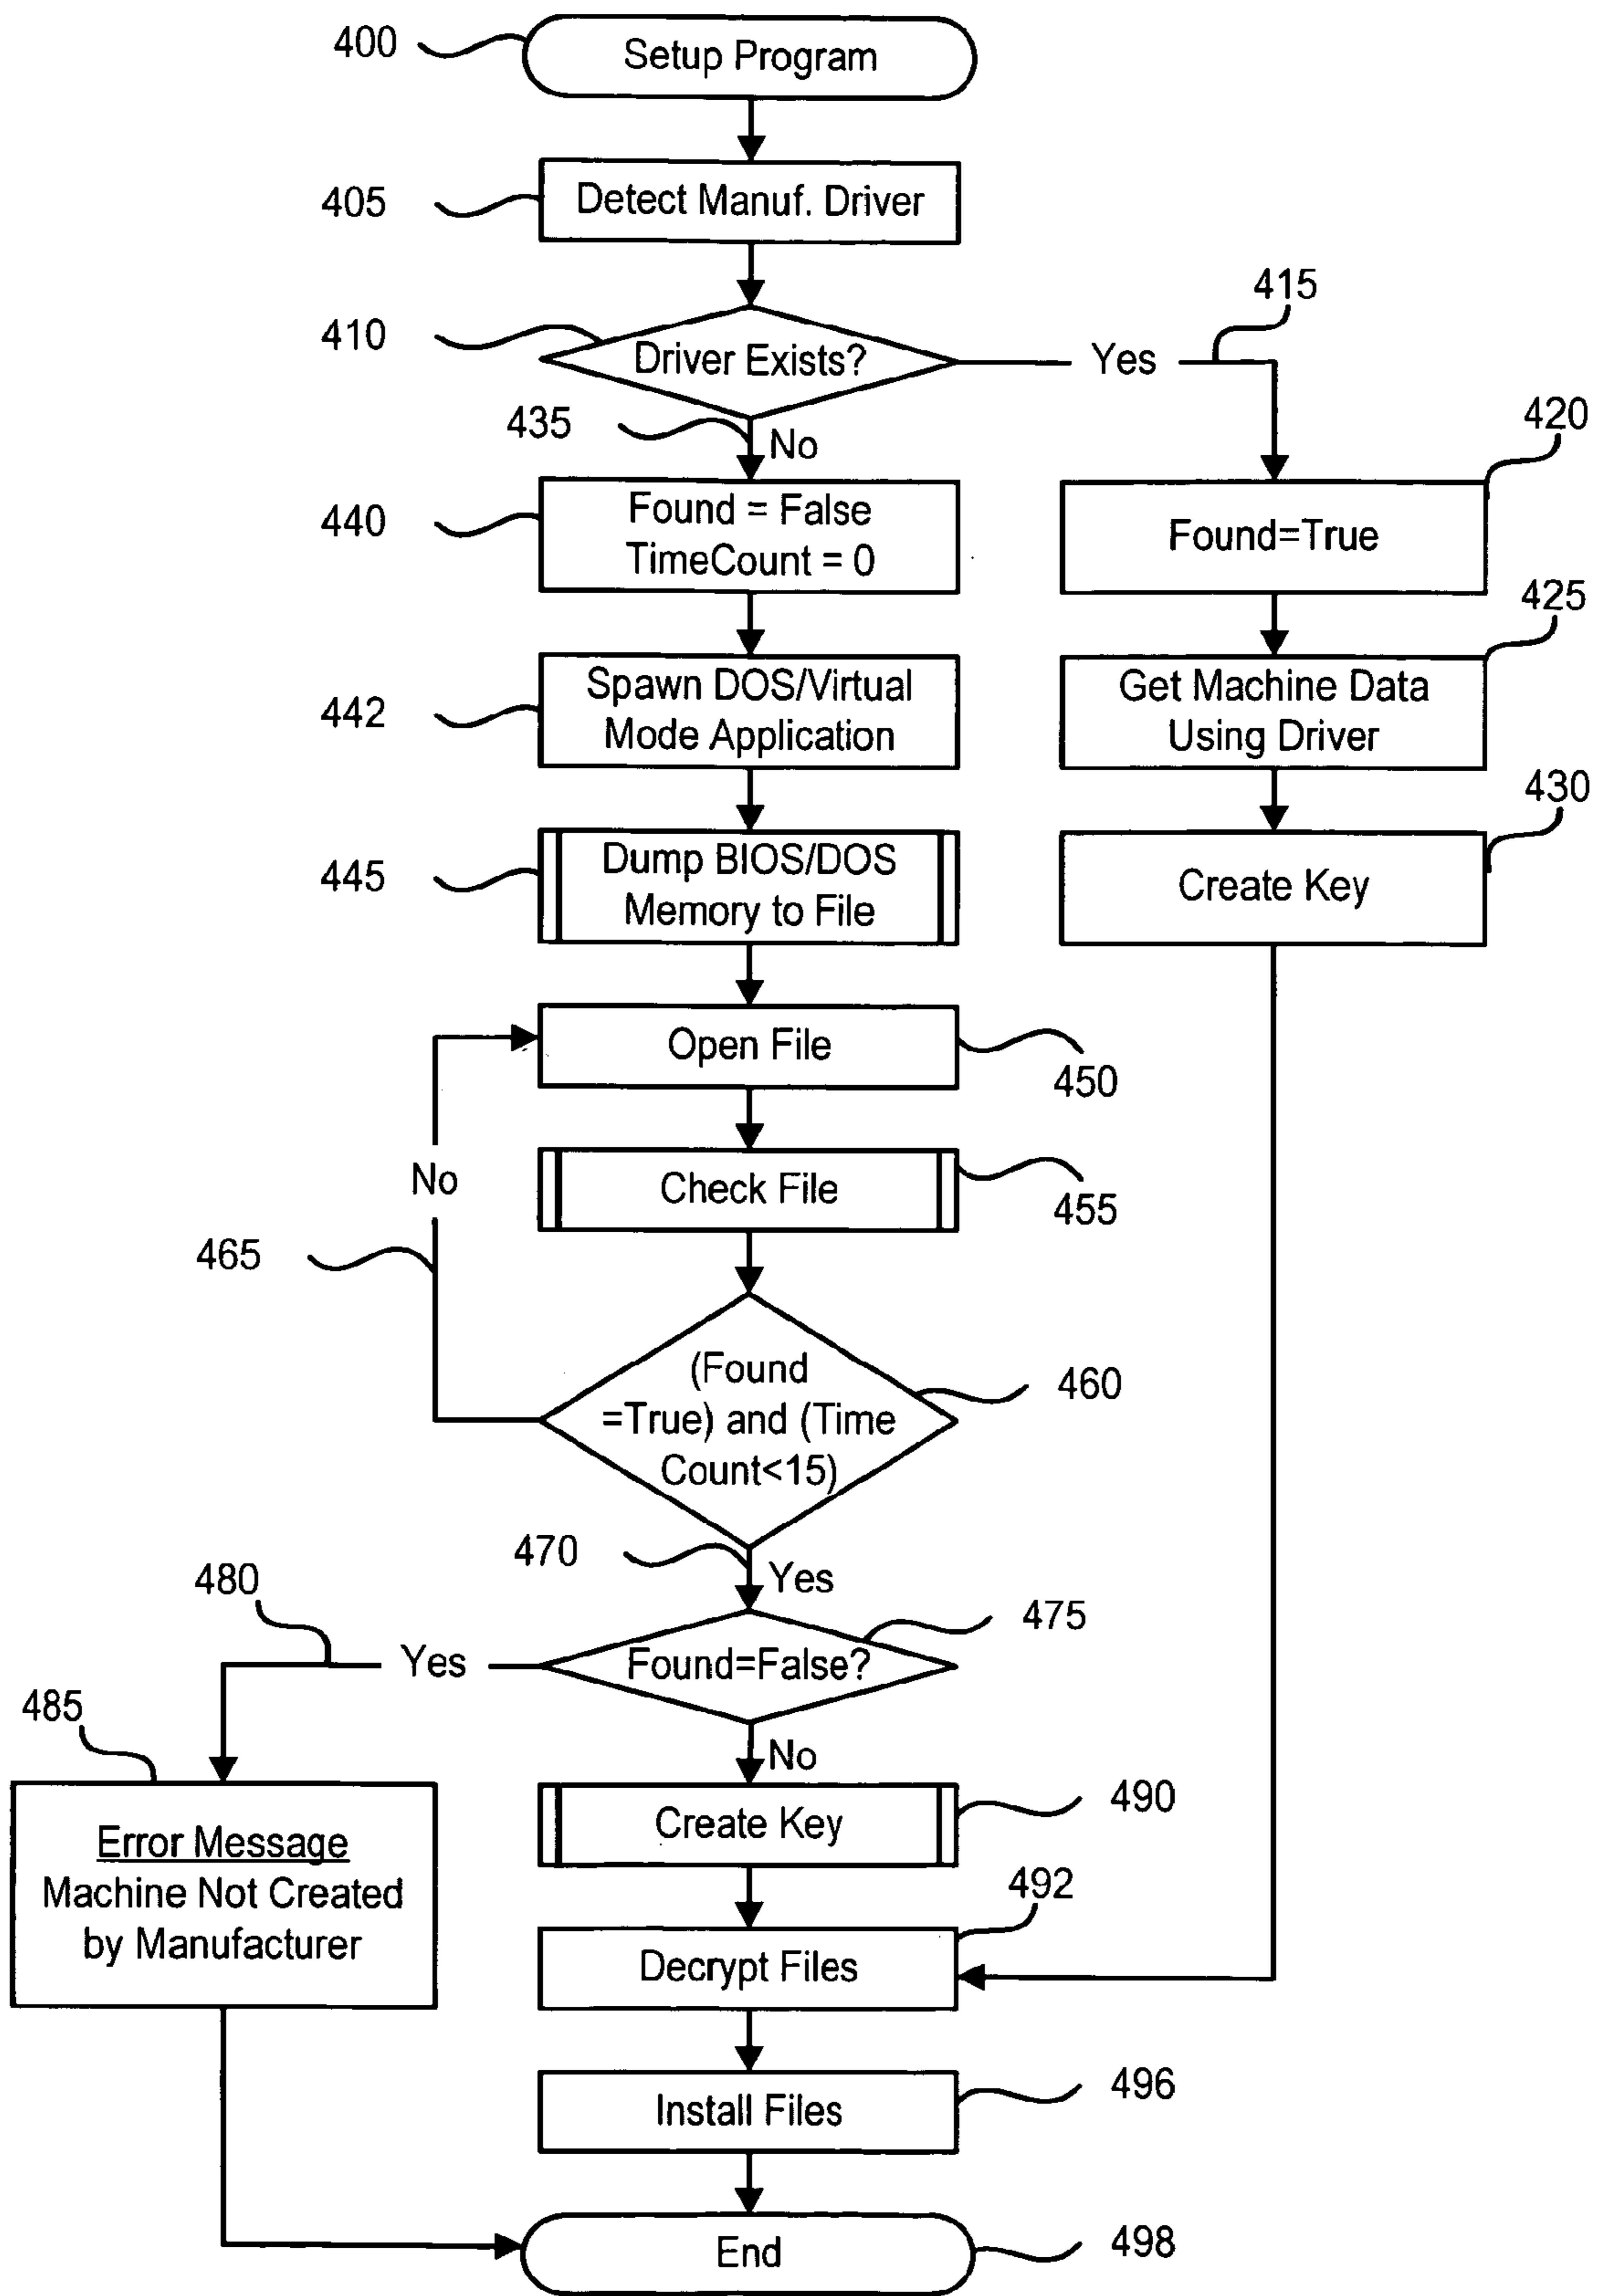 400
Setup Program
405
Detect Manuf. Driver
415
410
Driver Exists?
Yes
435
No
420
440
Found = False
TimeCount = 0
Found=True
425
442
Spawn DOS/Virtual
Mode Application
Get Machine Data
Using Driver
430
445
Dump BIOS/DOS
Memory to File
Create Key
Open File
450
No
Check File
455
465
(Found
=True) and (Time
Count<15)
460
470
Yes
480
475
Yes
Found=False?
485
No
Error Message
Machine Not Created
by Manufacturer
Create Key
490
492
Decrypt Files
Install Files
496
End
498